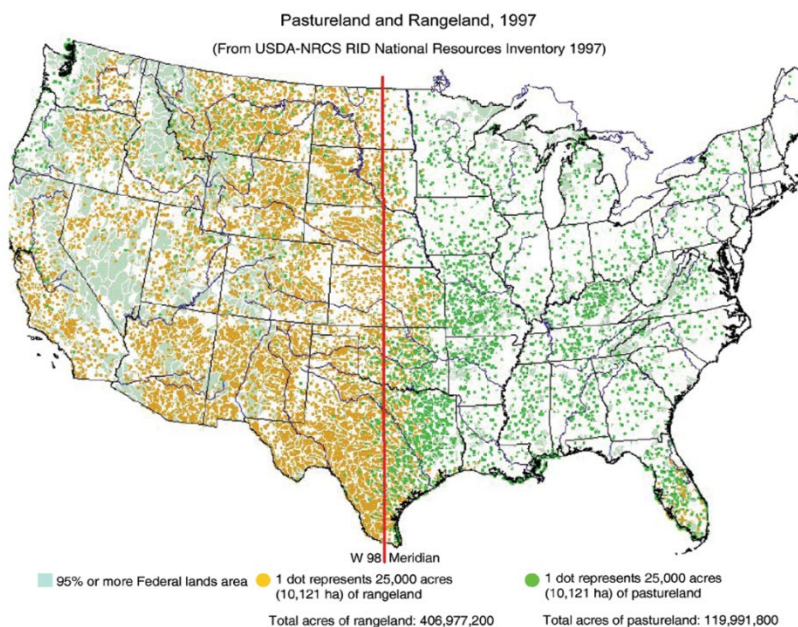 Pastureland and Rangeland, 1997
(From USDA-NRCS RID National Resources Inventory 1997)
W 98 Meridian
95% or more Federal lands area
1 dot represents 25,000 acres
(10,121 ha) of rangeland
Total acres of rangeland: 406,977,200
1 dot represents 25,000 acres
(10,121 ha) of pastureland
Total acres of pastureland: 119,991,800